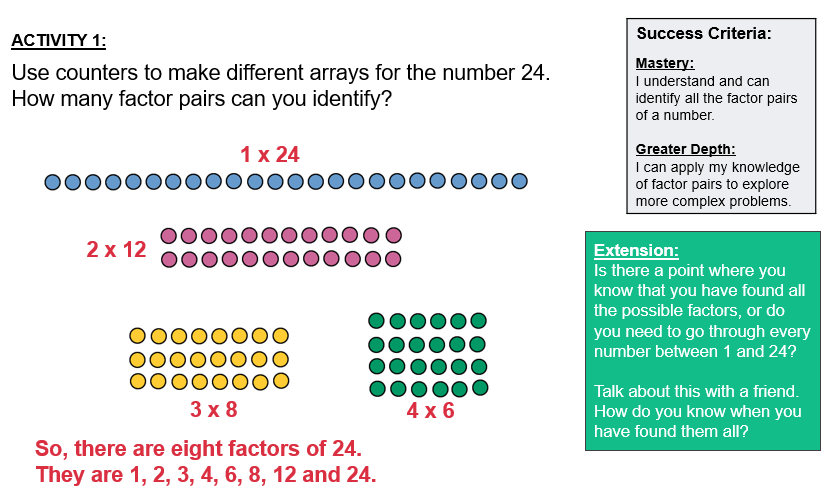 ACTIVITY 1:
Use counters to make different arrays for the number 24.
How many factor pairs can you identify?
1 x 24
2 x 12
3 x 8
4 x 6
So, there are eight factors of 24.
They are 1, 2, 3, 4, 6, 8, 12 and 24.
Success Criteria:
Mastery:
I understand and can
identify all the factor pairs
of a number.
Greater Depth:
I can apply my knowledge
of factor pairs to explore
more complex problems.
Extension:
Is there a point where you
know that you have found all
the possible factors, or do
you need to go through every
number between 1 and 24?
Talk about this with a friend.
How do you know when you
have found them all?